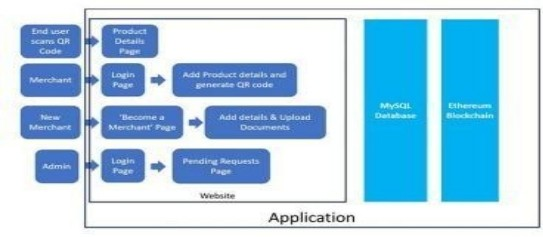 End user
scans QR
Code
Product
Details
Page
Merchant
Login
Page
Add Product details and
generate QR code
New
Merchant
'Become a
Merchant' Page
Add details & Upload
Documents
Admin
Login
Page
Pending Requests
Page
Website
MySQL
Database
Ethereum
Blockchain
Application